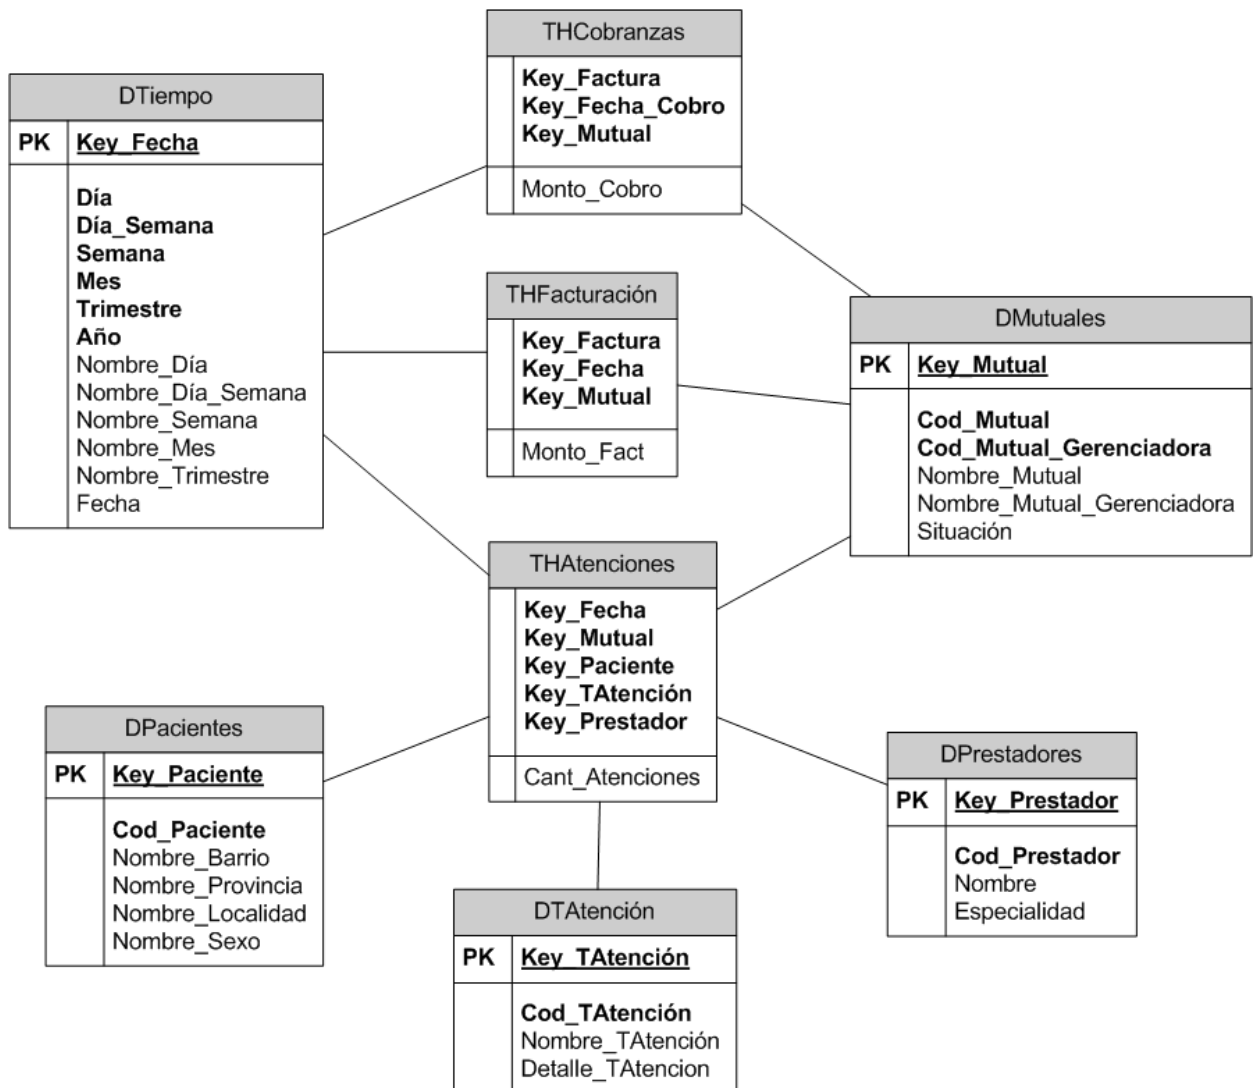 THCobranzas
Key_Factura
Key_Fecha_Cobro
Key_Mutual
Monto_Cobro
DTiempo
PK Key_Fecha
Día
Día_Semana
Semana
Mes
Trimestre
Año
Nombre_Día
Nombre_Día_Semana
Nombre_Semana
Nombre_Mes
Nombre_Trimestre
Fecha
THFacturación
Key_Factura
Key_Fecha
Key_Mutual
Monto_Fact
DMutuales
PK Key_Mutual
Cod_Mutual
Cod_Mutual_Gerenciadora
Nombre_Mutual
Nombre_Mutual_Gerenciadora
Situación
THAtenciones
Key_Fecha
Key_Mutual
Key_Paciente
Key_TAtención
Key_Prestador
Cant_Atenciones
DPacientes
PK Key_Paciente
Cod_Paciente
Nombre_Barrio
Nombre_Provincia
Nombre_Localidad
Nombre_Sexo
DPrestadores
PK Key_Prestador
Cod_Prestador
Nombre
Especialidad
DTAtención
PK Key_TAtención
Cod_TAtención
Nombre_TAtención
Detalle_TAtencion